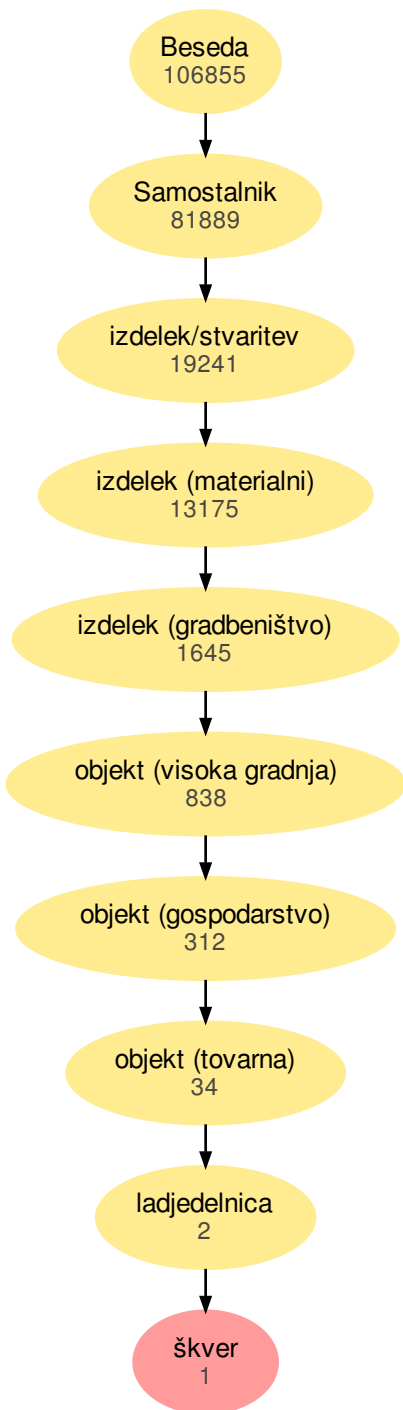 Beseda
106855
Samostalnik
81889
izdelek/stvaritev
19241
izdelek (materialni)
13175
izdelek (gradbeništvo)
1645
objekt (visoka gradnja)
838
objekt (gospodarstvo)
312
objekt (tovarna)
34
ladjedelnica
2
škver
1